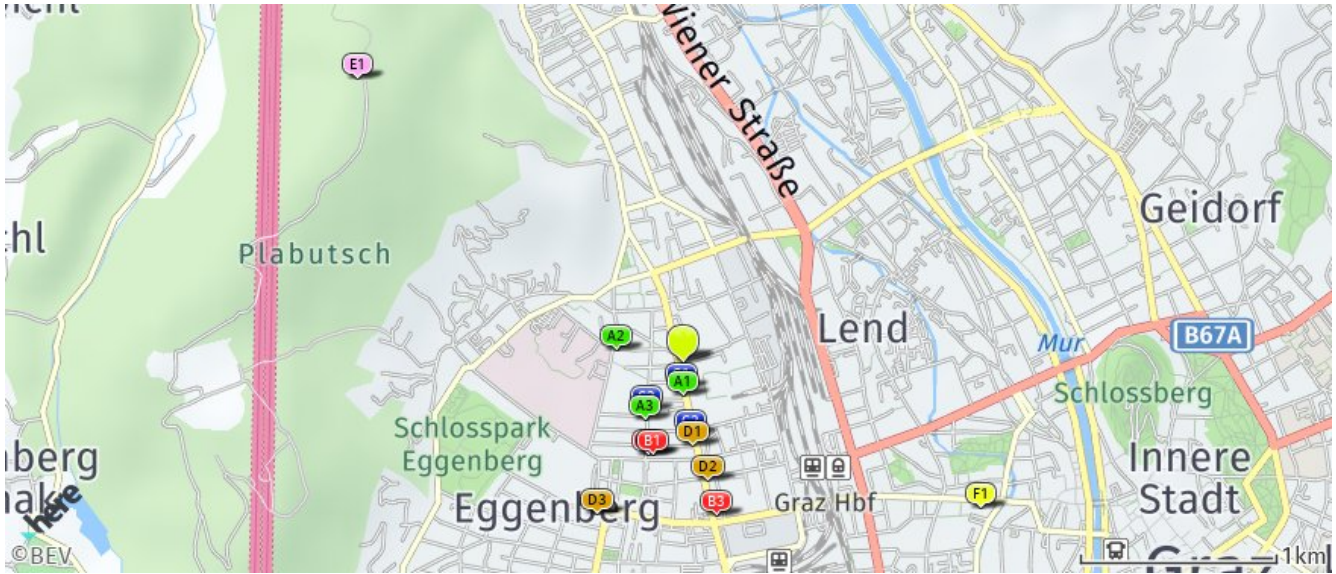 E1
Wiener Straße
Geidorf
Plabutsch
B67A
Lend
Mur
A2
A1
A3
Schlossberg
Schlosspark
Eggenberg
D1
B1
Innere
Stadt
D2
D3
B3
F1
Eggenberg
Graz Hbf
here
©BEV
Graz
1km